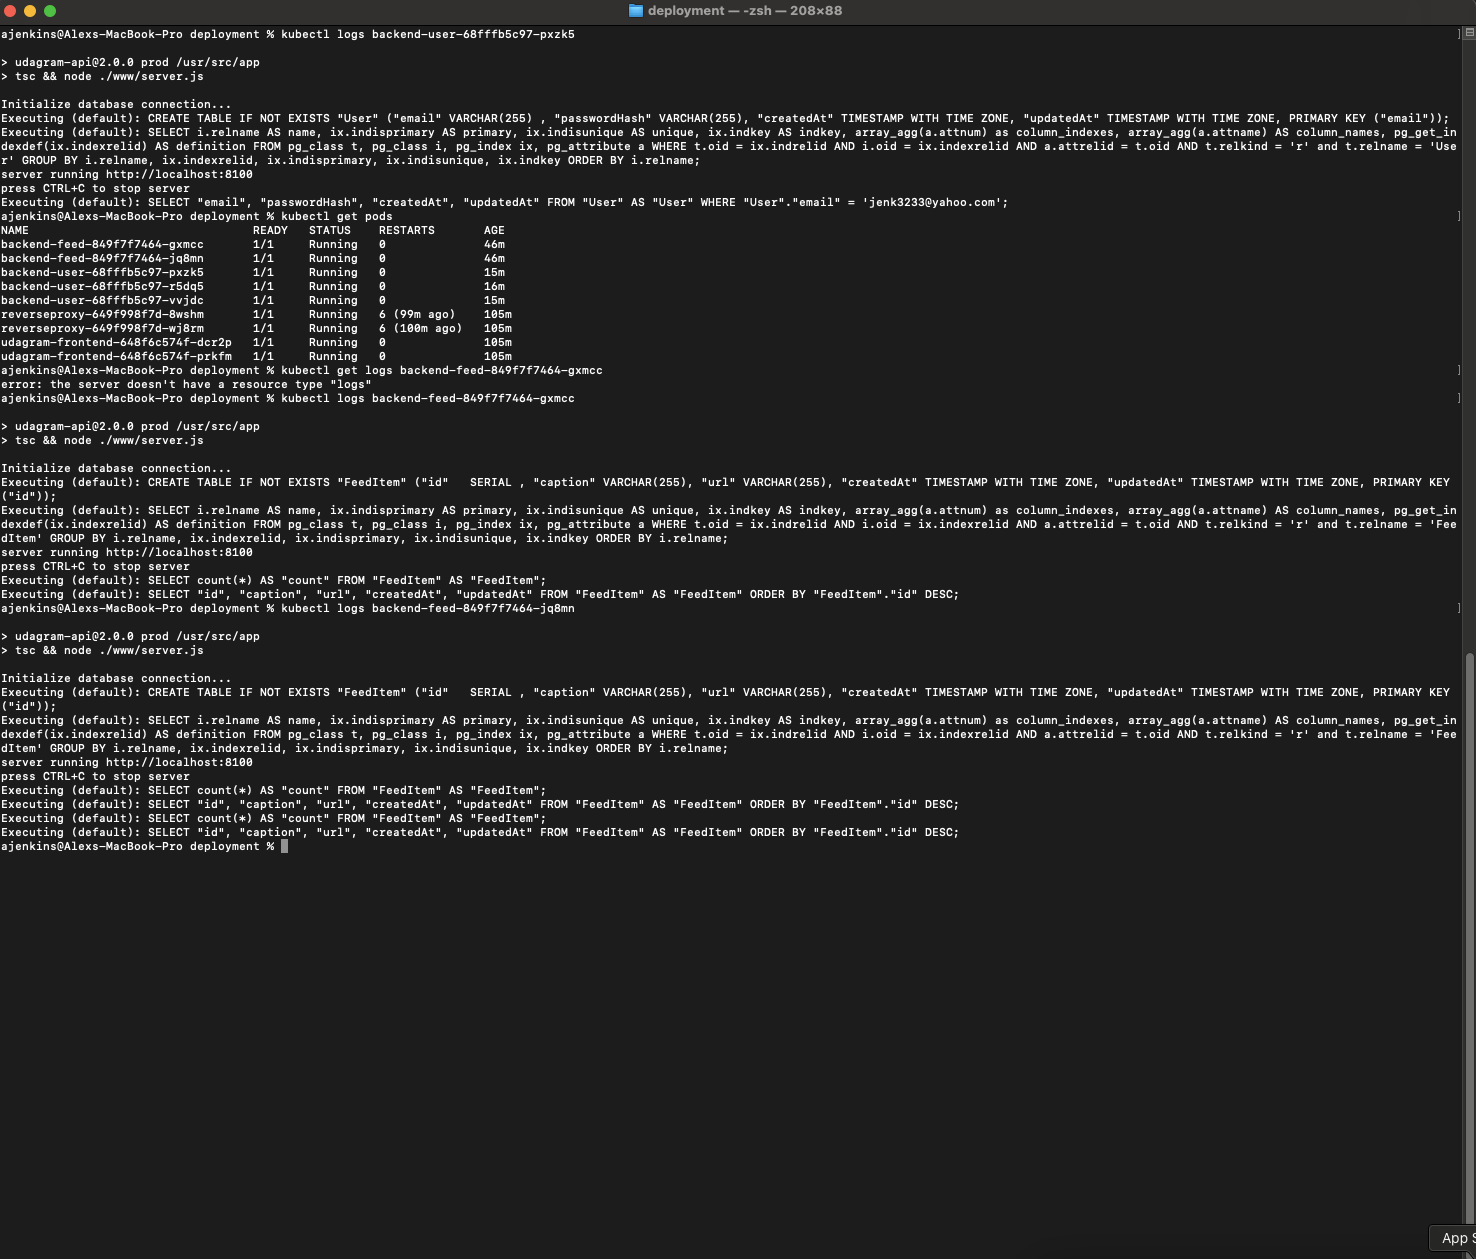 deployment — -zsh — 208×88
ajenkins@Alexs-MacBook-Pro deployment % kubectl logs backend-user-68fffb5c97-pxzk5
> udagram-api@2.0.0 prod /usr/src/app
> tsc && node ./www/server.js
Initialize database connection...
Executing (default): CREATE TABLE IF NOT EXISTS "User" ("email" VARCHAR(255) , "passwordHash" VARCHAR(255), "createdAt" TIMESTAMP WITH TIME ZONE, "updatedAt" TIMESTAMP WITH TIME ZONE, PRIMARY KEY ("email"));
Executing (default): SELECT i.relname AS name, ix.indisprimary AS primary, ix.indisunique AS unique, ix.indkey AS indkey, array_agg(a.attnum) as column_indexes, array_agg(a.attname) AS column_names, pg_get_in
dexdef(ix.indexrelid) AS definition FROM pg_class t, pg_class i, pg_index ix, pg_attribute a WHERE t.oid = ix.indrelid AND i.oid = ix.indexrelid AND a.attrelid = t.oid AND t.relkind = 'r' and t.relname = 'Use
r' GROUP BY i.relname, ix.indexrelid, ix.indisprimary, ix.indisunique, ix.indkey ORDER BY i.relname;
server running http://localhost:8100
press CTRL+C to stop server
Executing (default): SELECT "email", "passwordHash", "createdAt", "updatedAt" FROM "User" AS "User" WHERE "User"."email" = 'jenk3233@yahoo.com';
ajenkins@Alexs-MacBook-Pro deployment % kubectl get pods
NAME READY STATUS RESTARTS AGE
backend-feed-849f7f7464-gxmcc 1/1 Running 0 46m
backend-feed-849f7f7464-jq8mn 1/1 Running 0 46m
backend-user-68fffb5c97-pxzk5 1/1 Running 0 15m
backend-user-68fffb5c97-r5dq5 1/1 Running 0 16m
backend-user-68fffb5c97-vvjdc 1/1 Running 0 15m
reverseproxy-649f998f7d-8wshm 1/1 Running 6 (99m ago) 105m
reverseproxy-649f998f7d-wj8rm 1/1 Running 6 (100m ago) 105m
udagram-frontend-648f6c574f-dcr2p 1/1 Running 0 105m
udagram-frontend-648f6c574f-prkfm 1/1 Running 0 105m
ajenkins@Alexs-MacBook-Pro deployment % kubectl get logs backend-feed-849f7f7464-gxmcc
error: the server doesn't have a resource type "logs"
ajenkins@Alexs-MacBook-Pro deployment % kubectl logs backend-feed-849f7f7464-gxmcc
> udagram-api@2.0.0 prod /usr/src/app
> tsc && node ./www/server.js
Initialize database connection...
Executing (default): CREATE TABLE IF NOT EXISTS "FeedItem" ("id"   SERIAL , "caption" VARCHAR(255), "url" VARCHAR(255), "createdAt" TIMESTAMP WITH TIME ZONE, "updatedAt" TIMESTAMP WITH TIME ZONE, PRIMARY KEY
("id"));
Executing (default): SELECT i.relname AS name, ix.indisprimary AS primary, ix.indisunique AS unique, ix.indkey AS indkey, array_agg(a.attnum) as column_indexes, array_agg(a.attname) AS column_names, pg_get_in
dexdef(ix.indexrelid) AS definition FROM pg_class t, pg_class i, pg_index ix, pg_attribute a WHERE t.oid = ix.indrelid AND i.oid = ix.indexrelid AND a.attrelid = t.oid AND t.relkind = 'r' and t.relname = 'Fee
dItem' GROUP BY i.relname, ix.indexrelid, ix.indisprimary, ix.indisunique, ix.indkey ORDER BY i.relname;
server running http://localhost:8100
press CTRL+C to stop server
Executing (default): SELECT count(*) AS "count" FROM "FeedItem" AS "FeedItem";
Executing (default): SELECT "id", "caption", "url", "createdAt", "updatedAt" FROM "FeedItem" AS "FeedItem" ORDER BY "FeedItem"."id" DESC;
ajenkins@Alexs-MacBook-Pro deployment % kubectl logs backend-feed-849f7f7464-jq8mn
> udagram-api@2.0.0 prod /usr/src/app
> tsc && node ./www/server.js
Initialize database connection...
Executing (default): CREATE TABLE IF NOT EXISTS "FeedItem" ("id"   SERIAL , "caption" VARCHAR(255), "url" VARCHAR(255), "createdAt" TIMESTAMP WITH TIME ZONE, "updatedAt" TIMESTAMP WITH TIME ZONE, PRIMARY KEY
("id"));
Executing (default): SELECT i.relname AS name, ix.indisprimary AS primary, ix.indisunique AS unique, ix.indkey AS indkey, array_agg(a.attnum) as column_indexes, array_agg(a.attname) AS column_names, pg_get_in
dexdef(ix.indexrelid) AS definition FROM pg_class t, pg_class i, pg_index ix, pg_attribute a WHERE t.oid = ix.indrelid AND i.oid = ix.indexrelid AND a.attrelid = t.oid AND t.relkind = 'r' and t.relname = 'Fee
dItem' GROUP BY i.relname, ix.indexrelid, ix.indisprimary, ix.indisunique, ix.indkey ORDER BY i.relname;
server running http://localhost:8100
press CTRL+C to stop server
Executing (default): SELECT count(*) AS "count" FROM "FeedItem" AS "FeedItem";
Executing (default): SELECT "id", "caption", "url", "createdAt", "updatedAt" FROM "FeedItem" AS "FeedItem" ORDER BY "FeedItem"."id" DESC;
Executing (default): SELECT count(*) AS "count" FROM "FeedItem" AS "FeedItem";
Executing (default): SELECT "id", "caption", "url", "createdAt", "updatedAt" FROM "FeedItem" AS "FeedItem" ORDER BY "FeedItem"."id" DESC;
ajenkins@Alexs-MacBook-Pro deployment %
App